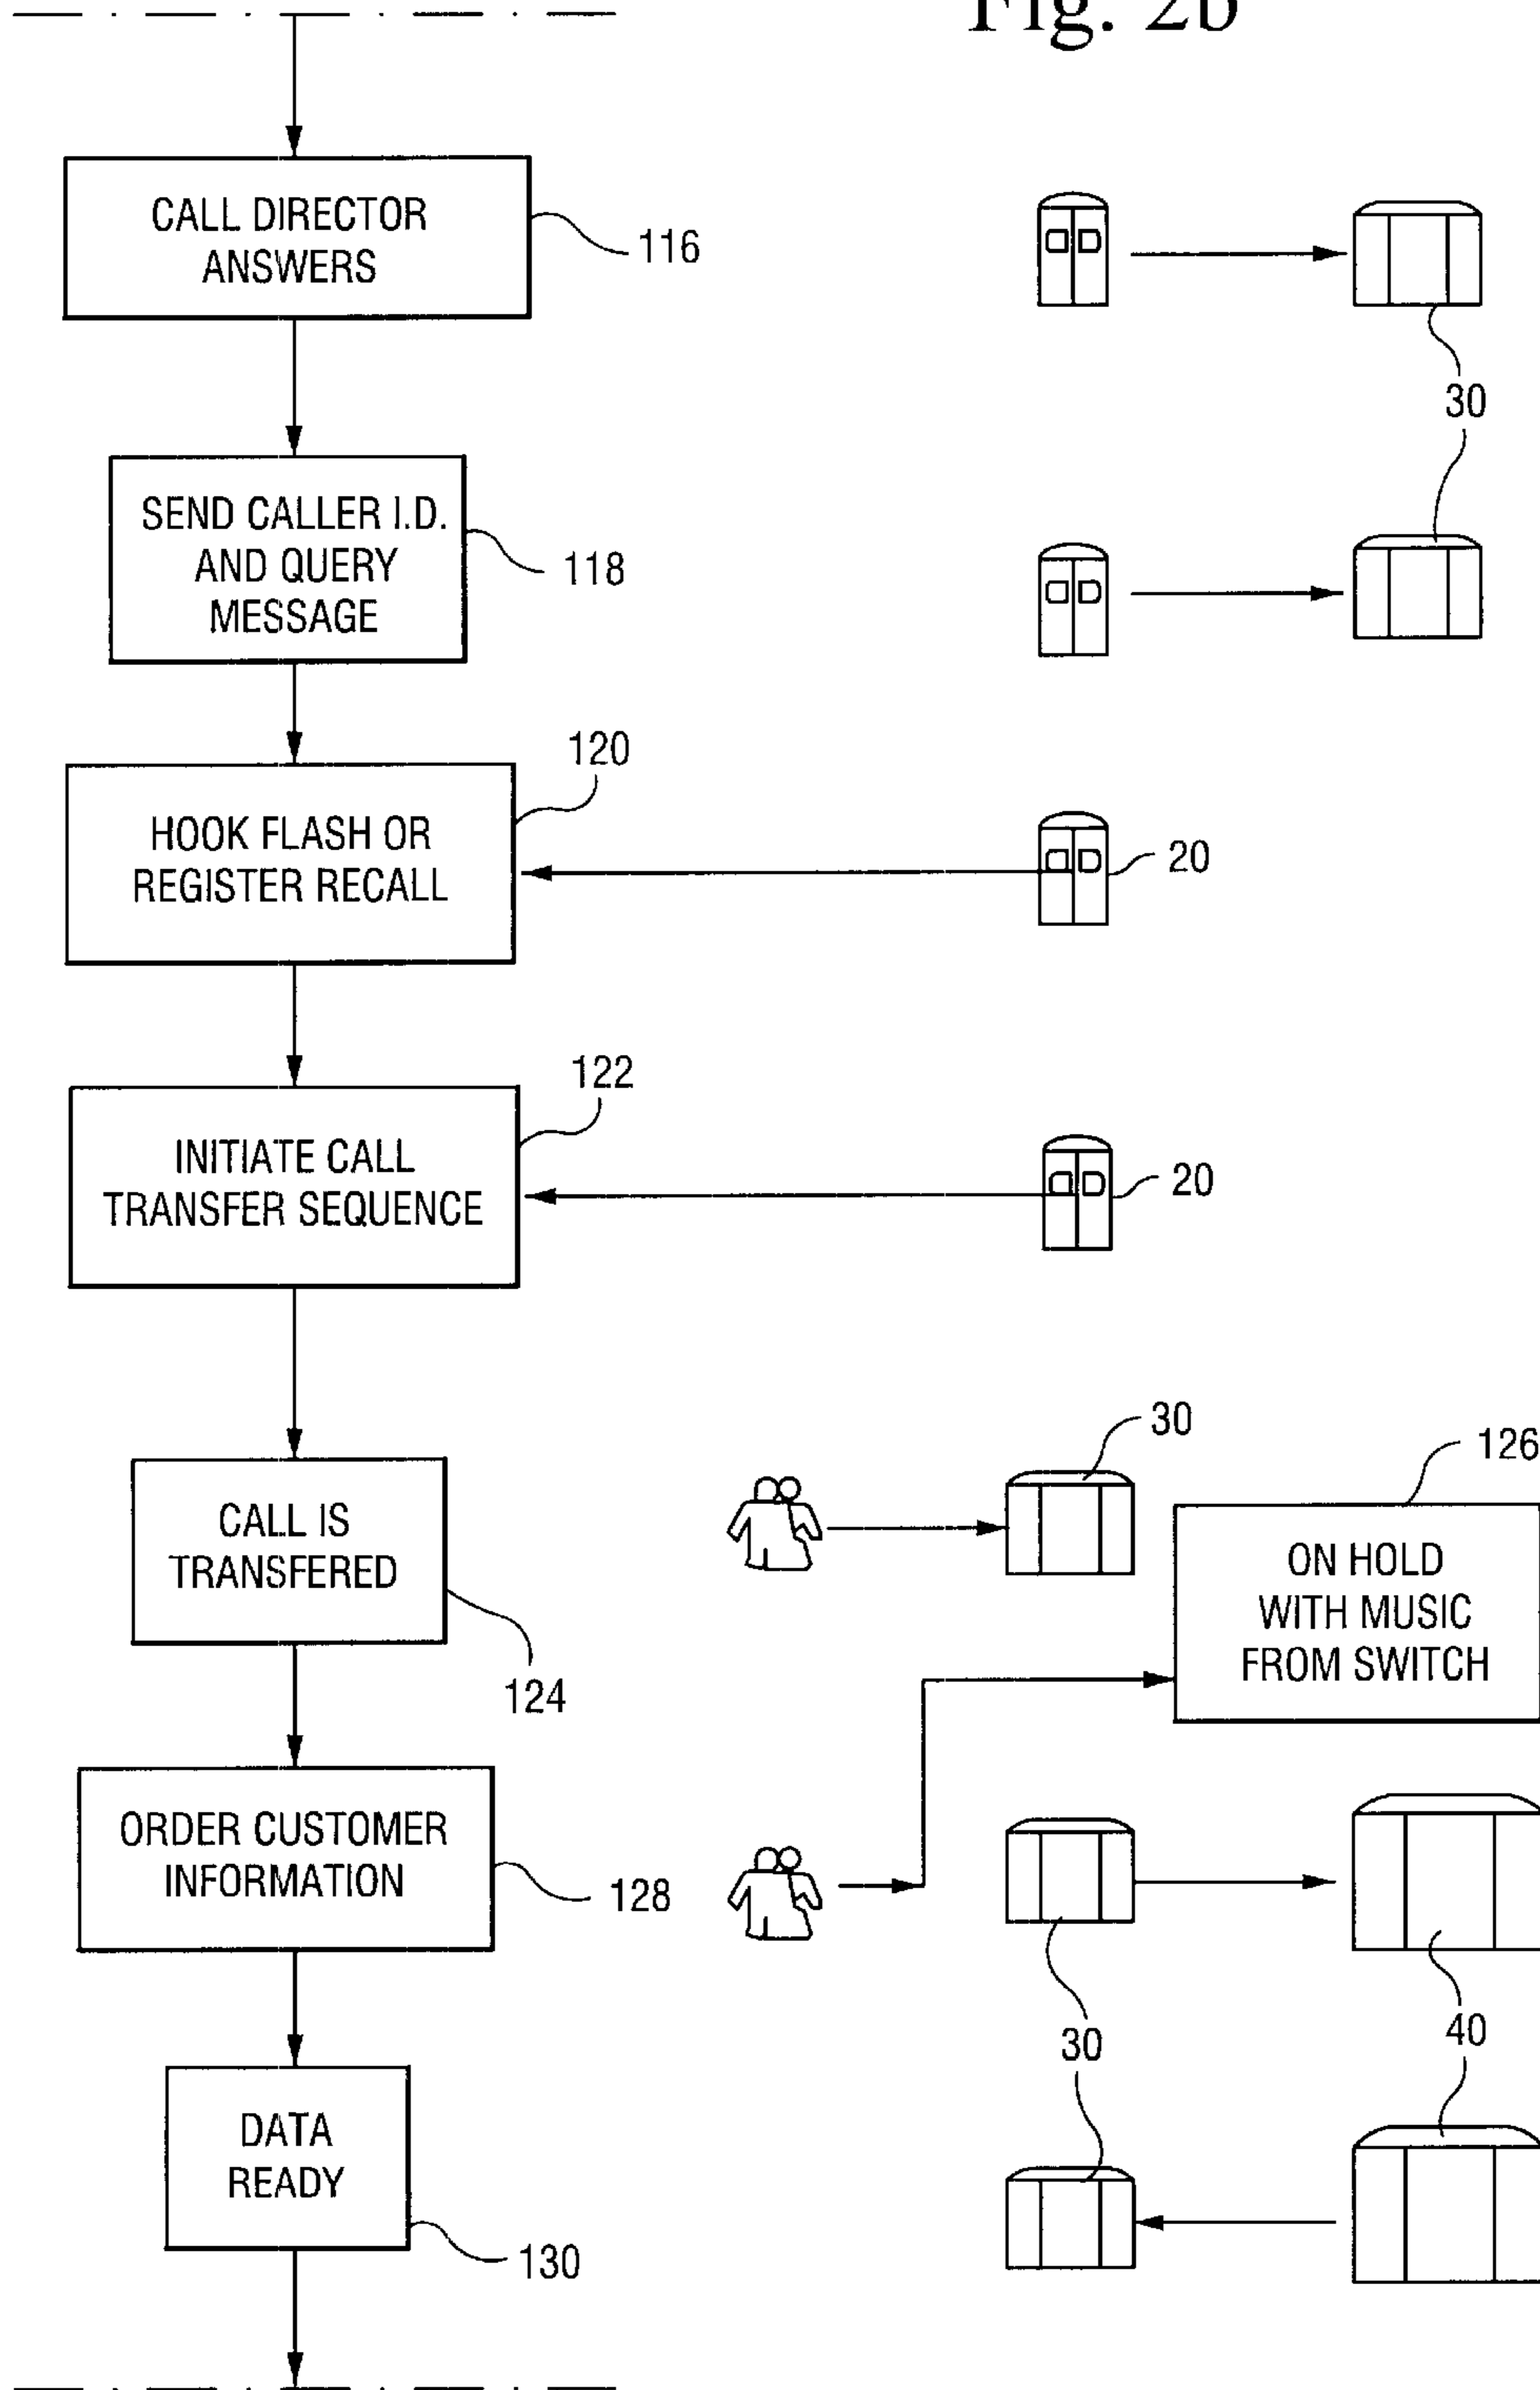 Fig. 2b
CALL DIRECTOR
ANSWERS
116
30
SEND CALLER I.D.
AND QUERY
MESSAGE
118
120
HOOK FLASH OR
REGISTER RECALL
20
122
INITIATE CALL
TRANSFER SEQUENCE
20
30
126
CALL IS
TRANSFERED
124
ON HOLD
WITH MUSIC
FROM SWITCH
ORDER CUSTOMER
INFORMATION
128
30
40
DATA
READY
130